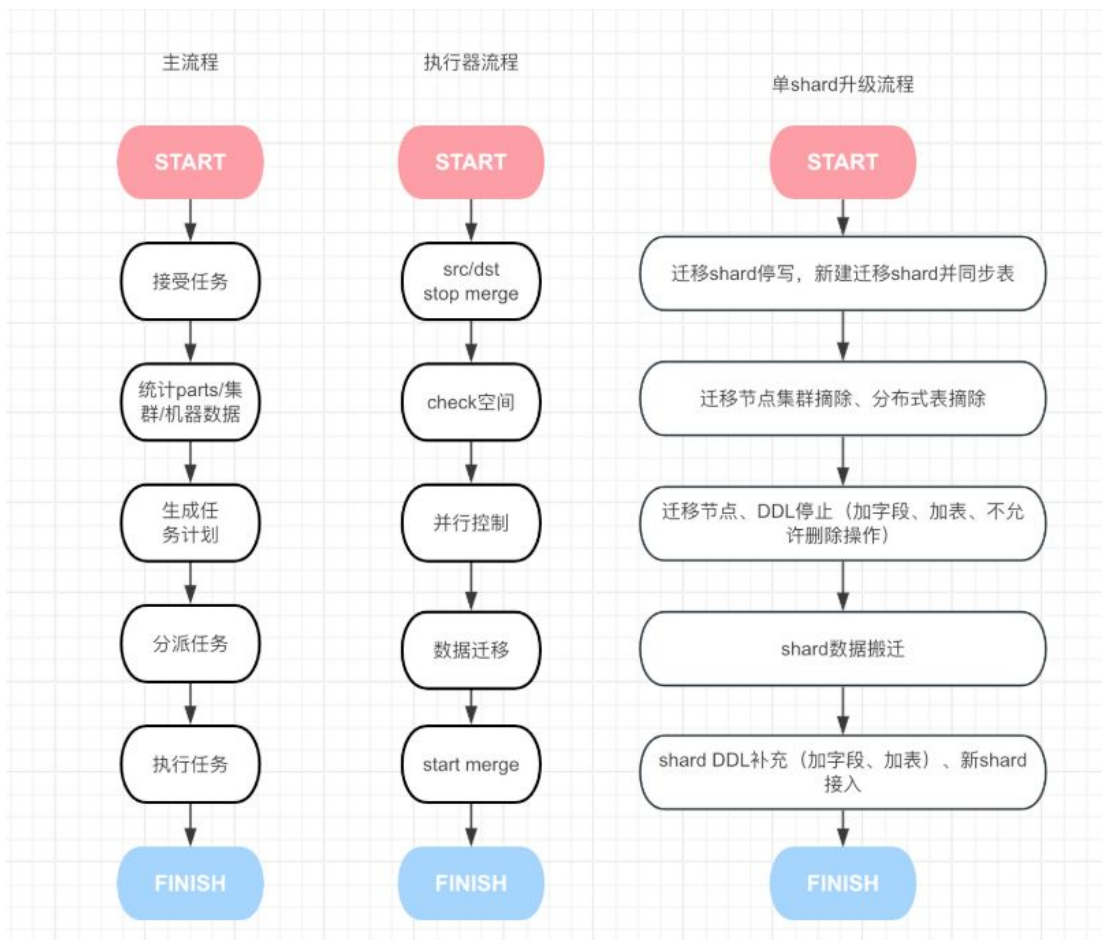 主流程
START
接受任务
统计parts/集
群/机器数据
生成任
务计划
分派任务
执行任务
FINISH
执行器流程
START
src/dst
stop merge
check空间
并行控制
数据迁移
start merge
FINISH
单shard升级流程
START
迁移shard停写，新建迁移shard并同步表
迁移节点集群摘除、分布式表摘除
迁移节点、DDL停止（加字段、加表、不允
许删除操作）
shard数据搬迁
shard DDL补充（加字段、加表）、新shard
接入
FINISH